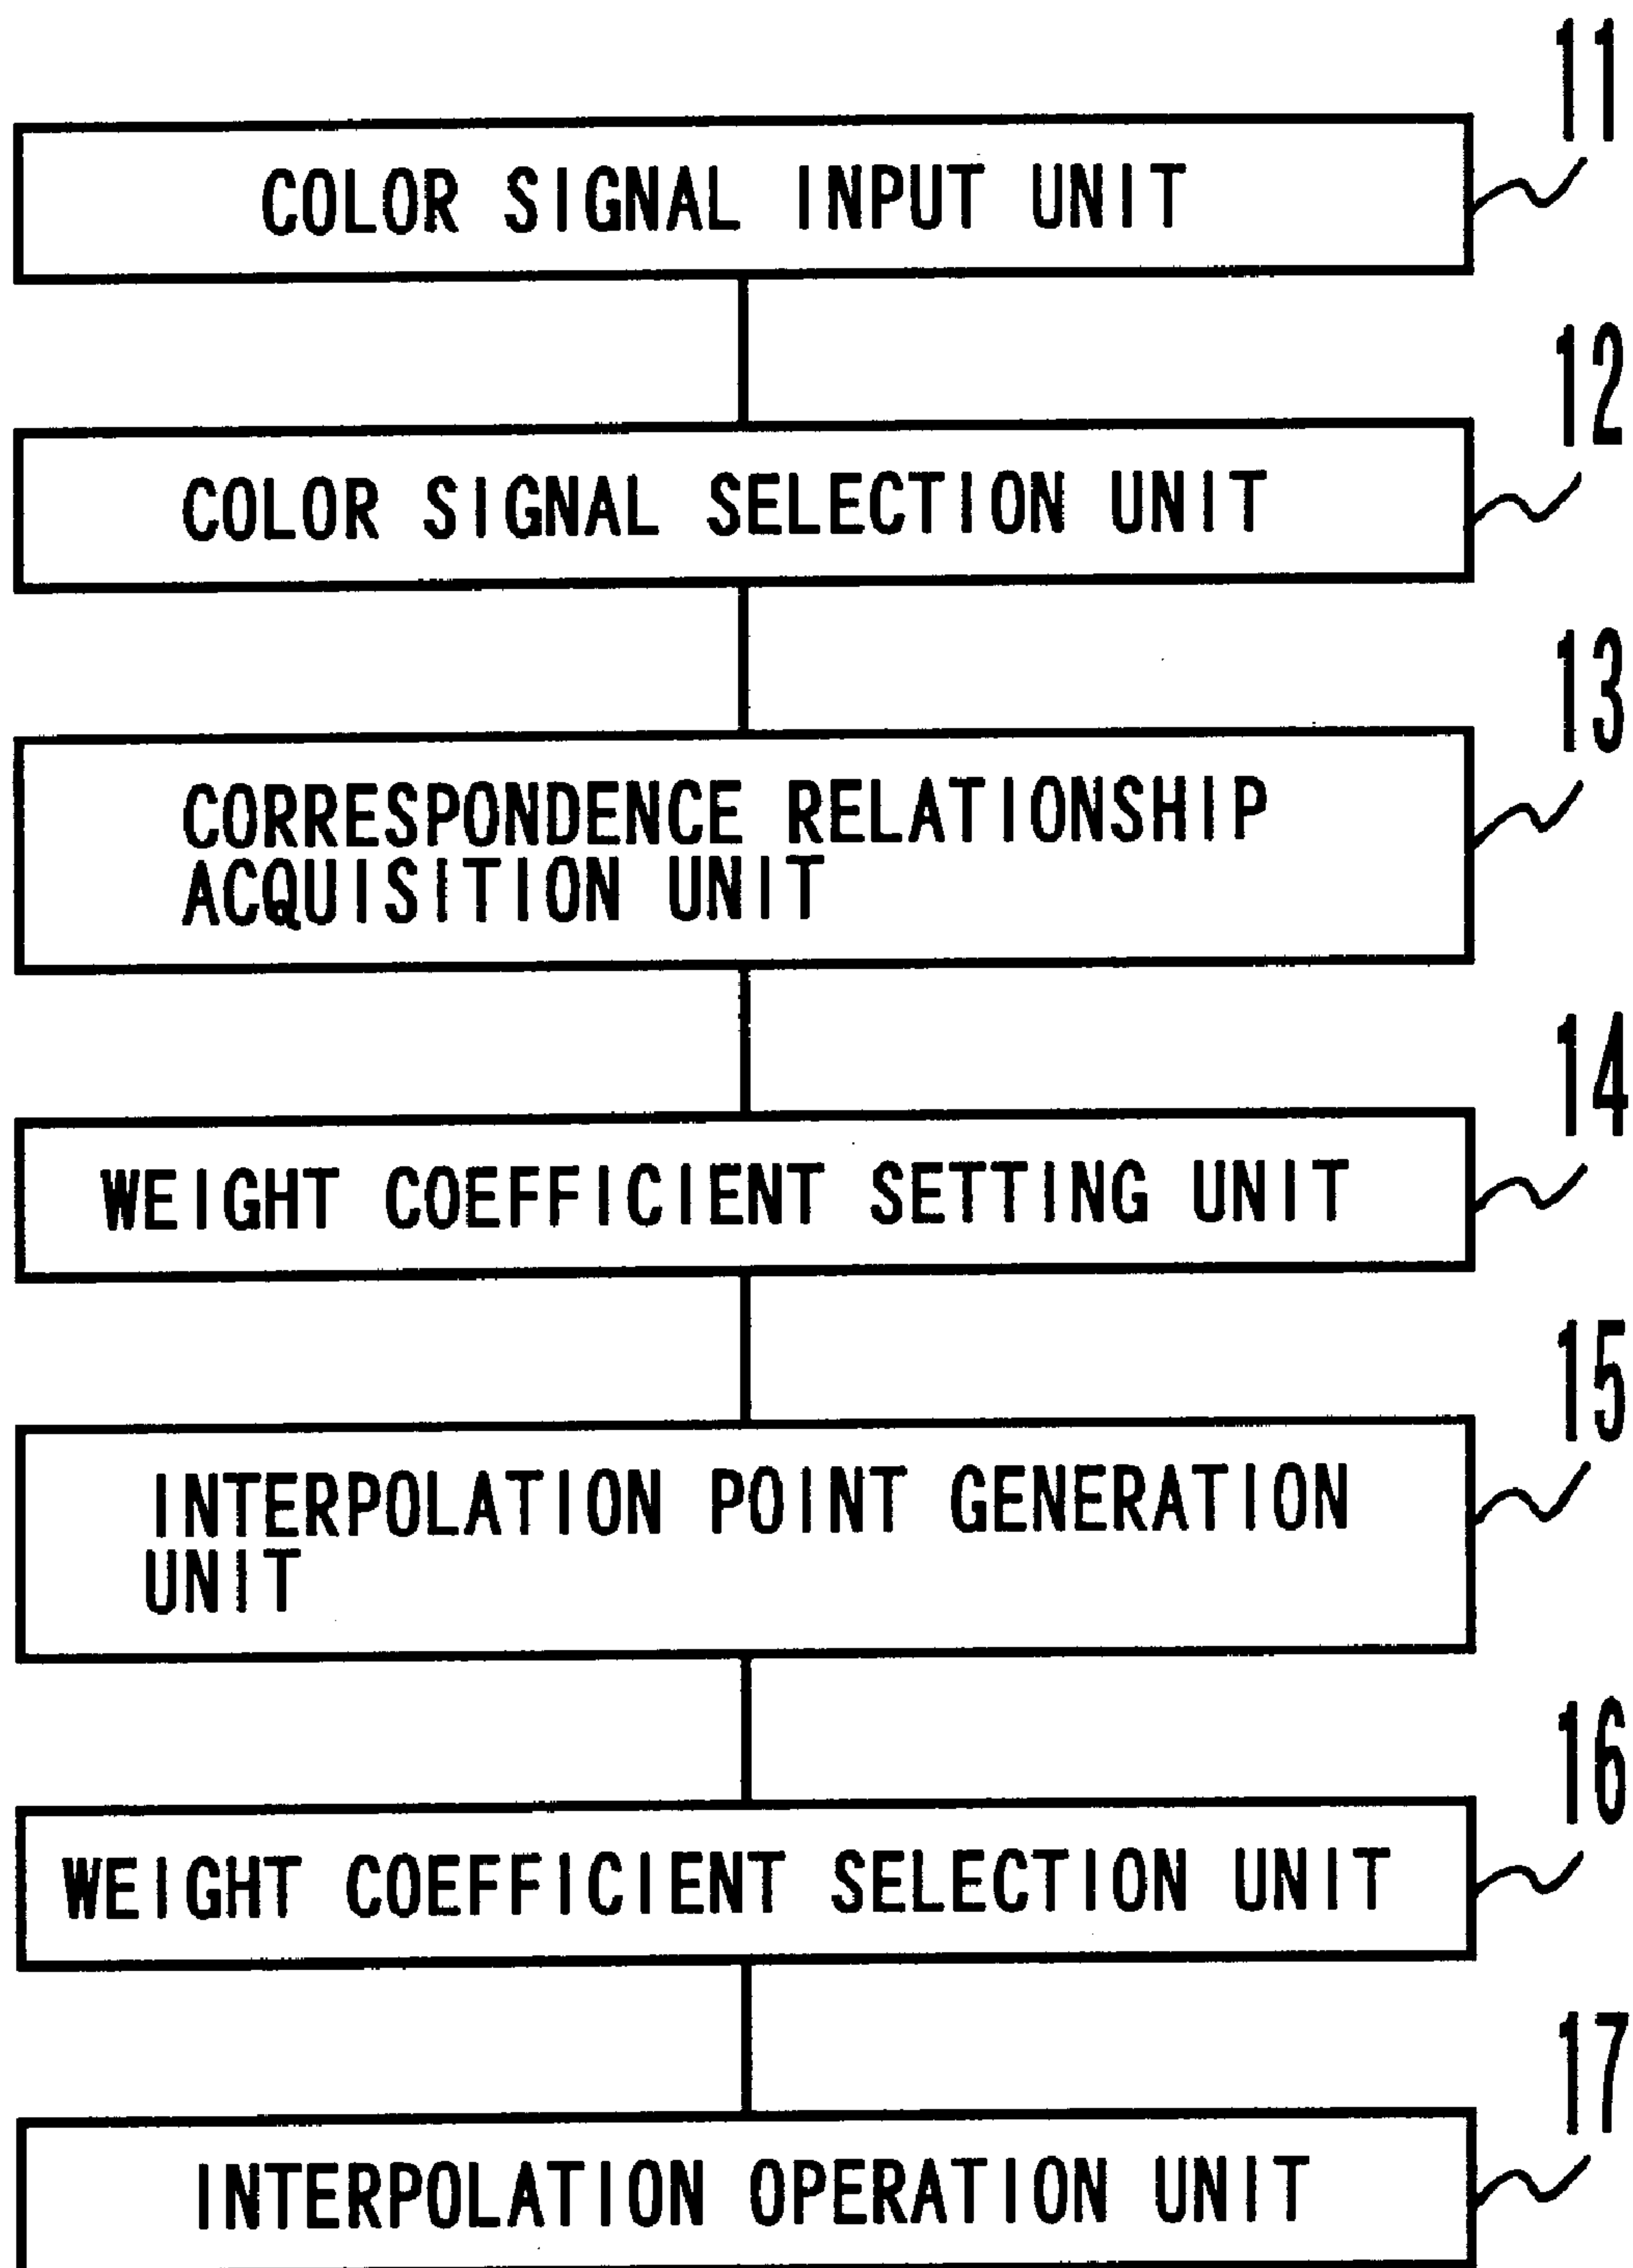 11
COLOR SIGNAL INPUT UNIT
12
COLOR SIGNAL SELECTION UNIT
13
CORRESPONDENCE RELATIONSHIP
ACQUISITION UNIT
14
WEIGHT COEFFICIENT SETTING UNIT
15
INTERPOLATION POINT GENERATION
UNIT
16
WEIGHT COEFFICIENT SELECTION UNIT
17
INTERPOLATION OPERATION UNIT